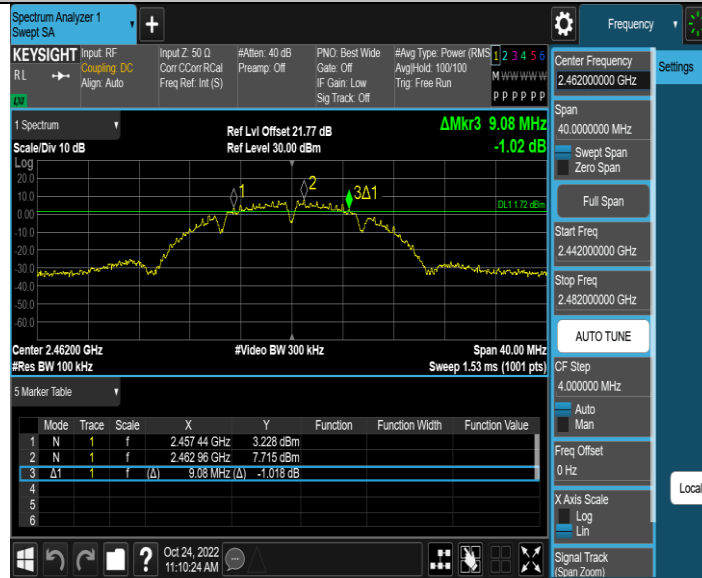 Spectrum Analyzer 1
Swept SA
Frequency
KEYSIGHT
RL
LXI
Input: RF
Coupling: DC
Align: Auto
Input Z: 50 Ω
Corr CCorr RCal
Freq Ref: Int (S)
#Atten: 40 dB
Preamp: Off
PNO: Best Wide
Gate: Off
IF Gain: Low
Sig Track: Off
#Avg Type: Power (RMS
Avg|Hold: 100/100
Trig: Free Run
1 2 3 4 5 6
M W W W W W
P P P P P P
Center Frequency
2.462000000 GHz
Settings
Span
40.0000000 MHz
Swept Span
Zero Span
Full Span
Start Freq
2.442000000 GHz
Stop Freq
2.482000000 GHz
AUTO TUNE
CF Step
4.000000 MHz
Auto
Man
Freq Offset
0 Hz
X Axis Scale
Log
Lin
Signal Track
(Span Zoom)
Local
1 Spectrum
Scale/Div 10 dB
Ref Lvl Offset 21.77 dB
Ref Level 30.00 dBm
ΔMkr3 9.08 MHz
-1.02 dB
Log
20.0
10.0
0.00
-10.0
-20.0
-30.0
-40.0
-50.0
-60.0
1
2
3Δ1
DL1 1.72 dBm
Center 2.46200 GHz
#Res BW 100 kHz
#Video BW 300 kHz
Span 40.00 MHz
Sweep 1.53 ms (1001 pts)
5 Marker Table
Mode Trace Scale X Y Function Function Width Function Value
1 N 1 f 2.457 44 GHz 3.228 dBm
2 N 1 f 2.462 96 GHz 7.715 dBm
3 Δ1 1 f (Δ) 9.08 MHz (Δ) -1.018 dB
4
5
6
Oct 24, 2022
11:10:24 AM